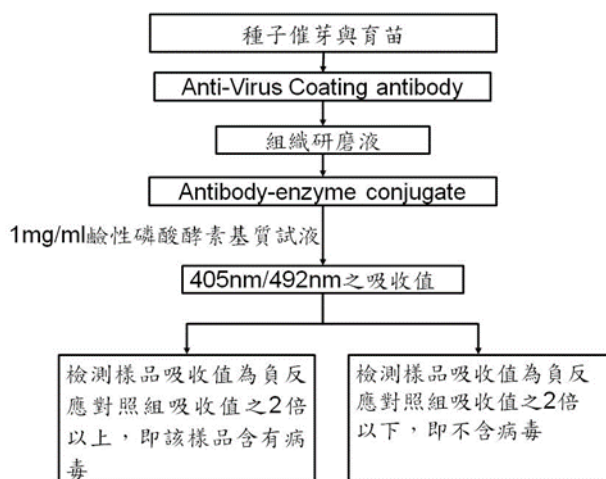 種子催芽與育苗
Anti-Virus Coating antibody
組織研磨液
Antibody-enzyme conjugate
1mg/ml鹼性磷酸酵素基質試液
405nm/492nm之吸收值
檢測樣品吸收值為負反
應對照組吸收值之2倍
以上，即該樣品含有病
毒
檢測樣品吸收值為負反
應對照組吸收值之2倍
以下，即不含病毒